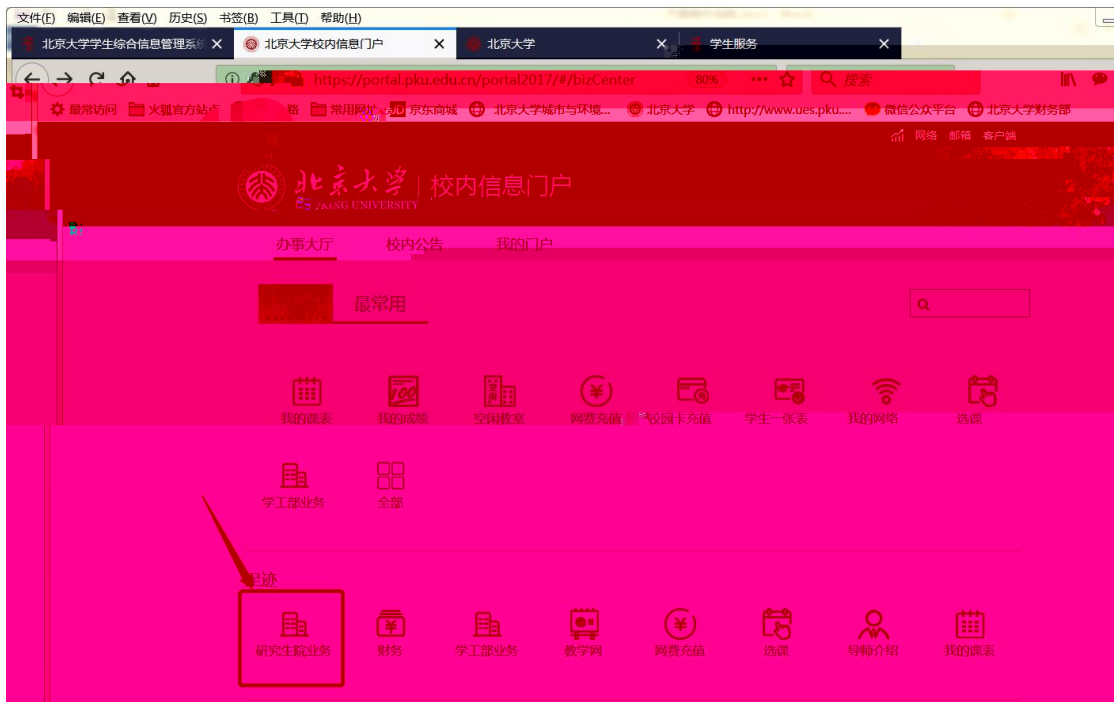 文件(F) 编辑(E) 查看(V) 历史(S) 书签(B) 工具(T) 帮助(H)
北京大学学生综合信息管理系统 北京大学校内信息门户 北京大学 学生服务
https://portal.pku.edu.cn/portal2017/#/bizCenter 80% 搜索
最常访问 火狐官方站点 常用网址 JD 京东商城 北京大学城市与环境... 北京大学 http://www.ues.pku.... 微信公众平台 北京大学财务部
网络 邮箱 客户端
北京大学 校内信息门户
UNIVERSITY
办事大厅 校内公告 我的门户
最常用
我的课表 我的成绩 空闲教室 网费充值 校园卡充值 学生一张表 我的网络 选课
学工部业务 全部
足迹
研究生院业务 财务 学工部业务 教学网 网费充值 选课 导师介绍 我的课表